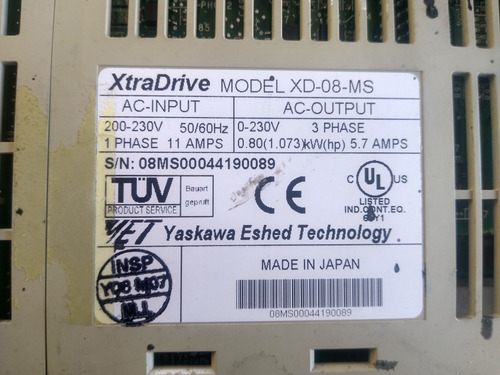 XtraDrive MODEL XD-08-MS
AC-INPUT AC-OUTPUT
200-230V 50/60Hz 0-230V 3 PHASE
1 PHASE 11 AMPS 0.80(1.073)kW(hp) 5.7 AMPS
S/N: 08MS00044190089
TÜV
PRODUCT SERVICE
Bauart
geprüft
CE
C UL US
LISTED
IND.CONT.EQ.
YET Yaskawa Eshed Technology
INSP
Y08 M07
M.I.
MADE IN JAPAN
08MS00044190089